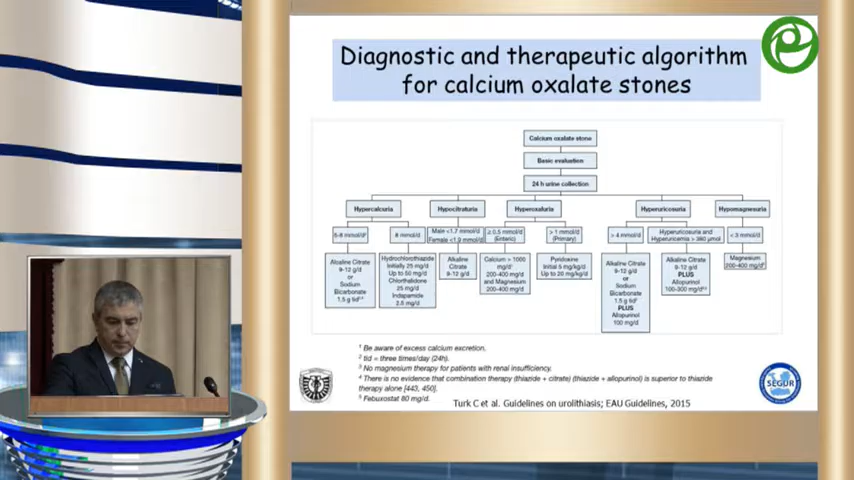 Diagnostic and therapeutic algorithm
for calcium oxalate stones
Calcium oxalate stone
Basic evaluation
24 h urine collection
Hypercalcuria
Hypocitraturia
Hyperoxaluria
Hyperuricosuria
Hypomagnesuria
5-8 mmol/d
8 mmol/d
Male <1.7 mmol/d
Female <1.9 mmol/d
≥ 0.5 mmol/d
(Enteric)
> 1 mmol/d
(Primary)
> 4 mmol/d
Hyperuricosuria and
Hyperuricemia > 380 µmol
< 3 mmol/d
Alkaline Citrate
9-12 g/d
or
Sodium
Bicarbonate
1.5 g tid
Hydrochlorothiazide
Initially 25 mg/d
Up to 50 mg/d
Chlorthalidone
25 mg/d
Indapamide
2.5 mg/d
Alkaline
Citrate
9-12 g/d
Calcium > 1000
mg/d
200-400 mg/d
and Magnesium
200-400 mg/d
Pyridoxine
Initial 5 mg/kg/d
Up to 20 mg/kg/d
Alkaline Citrate
9-12 g/d
or
Sodium
Bicarbonate
1.5 g tid
PLUS
Allopurinol
100 mg/d
Alkaline Citrate
9-12 g/d
PLUS
Allopurinol
100-300 mg/d
Magnesium
200-400 mg/d
1 Be aware of excess calcium excretion.
2 tid = three times/day (24h).
3 No magnesium therapy for patients with renal insufficiency.
4 There is no evidence that combination therapy (thiazide + citrate) (thiazide + allopurinol) is superior to thiazide
therapy alone [443, 450].
5 Febuxostat 80 mg/d.
Turk C et al. Guidelines on urolithiasis; EAU Guidelines, 2015
SEGUR